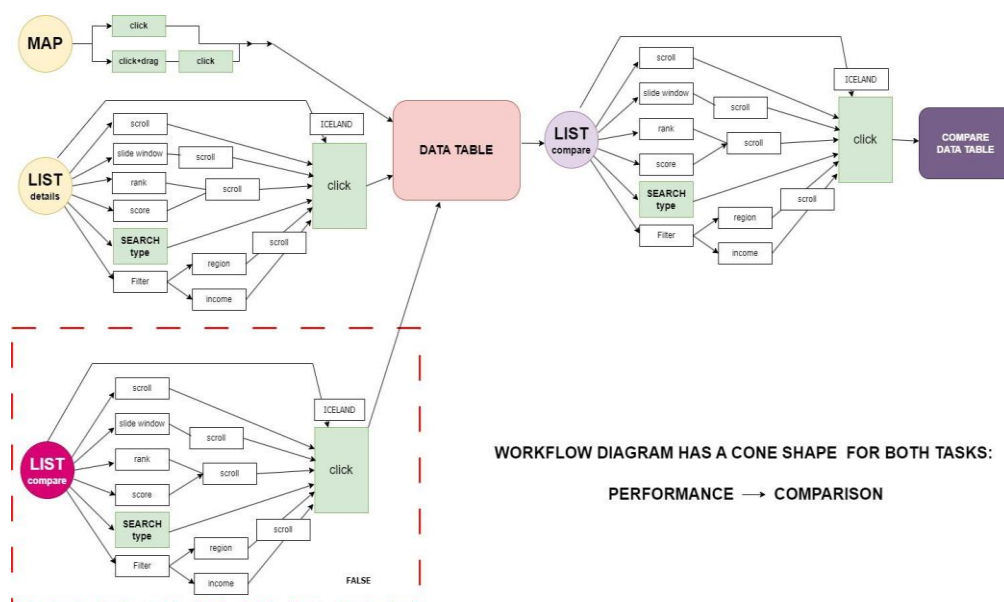 MAP
click
click+drag
click
LIST
details
scroll
slide window
scroll
rank
scroll
score
SEARCH
type
Filter
region
income
scroll
ICELAND
click
DATA TABLE
LIST
compare
scroll
slide window
scroll
rank
scroll
score
SEARCH
type
Filter
region
income
scroll
ICELAND
click
COMPARE
DATA TABLE
LIST
compare
scroll
slide window
scroll
rank
scroll
score
SEARCH
type
Filter
region
income
scroll
ICELAND
click
FALSE
WORKFLOW DIAGRAM HAS A CONE SHAPE FOR BOTH TASKS:
PERFORMANCE → COMPARISON